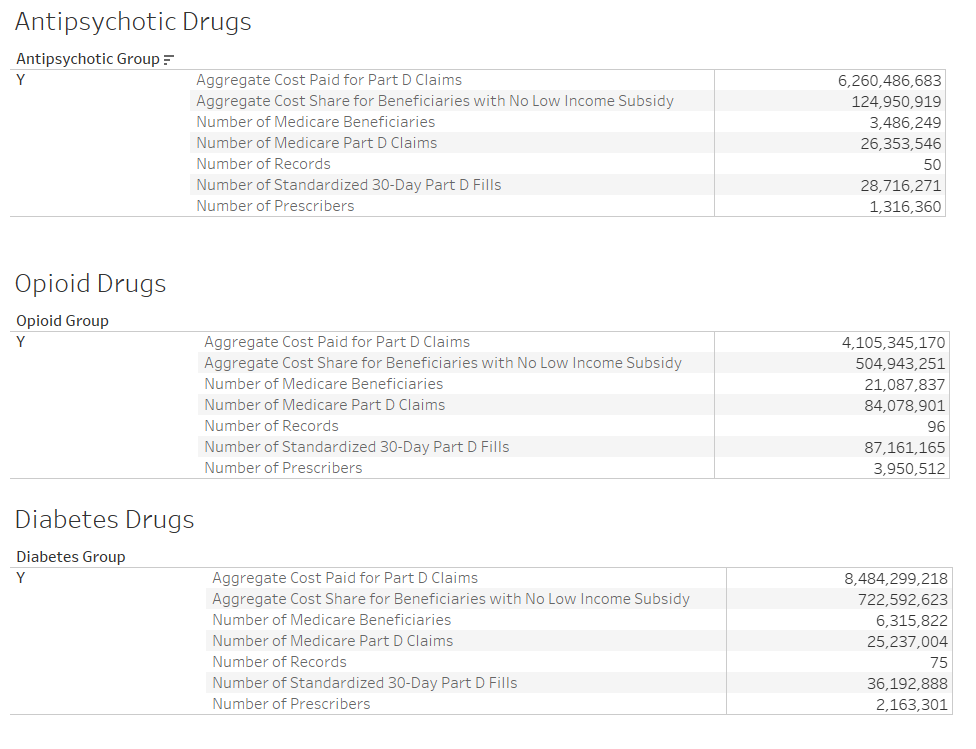 Antipsychotic Drugs
Antipsychotic Group
Y Aggregate Cost Paid for Part D Claims 6,260,486,683
Aggregate Cost Share for Beneficiaries with No Low Income Subsidy 124,950,919
Number of Medicare Beneficiaries 3,486,249
Number of Medicare Part D Claims 26,353,546
Number of Records 50
Number of Standardized 30-Day Part D Fills 28,716,271
Number of Prescribers 1,316,360
Opioid Drugs
Opioid Group
Y Aggregate Cost Paid for Part D Claims 4,105,345,170
Aggregate Cost Share for Beneficiaries with No Low Income Subsidy 504,943,251
Number of Medicare Beneficiaries 21,087,837
Number of Medicare Part D Claims 84,078,901
Number of Records 96
Number of Standardized 30-Day Part D Fills 87,161,165
Number of Prescribers 3,950,512
Diabetes Drugs
Diabetes Group
Y Aggregate Cost Paid for Part D Claims 8,484,299,218
Aggregate Cost Share for Beneficiaries with No Low Income Subsidy 722,592,623
Number of Medicare Beneficiaries 6,315,822
Number of Medicare Part D Claims 25,237,004
Number of Records 75
Number of Standardized 30-Day Part D Fills 36,192,888
Number of Prescribers 2,163,301